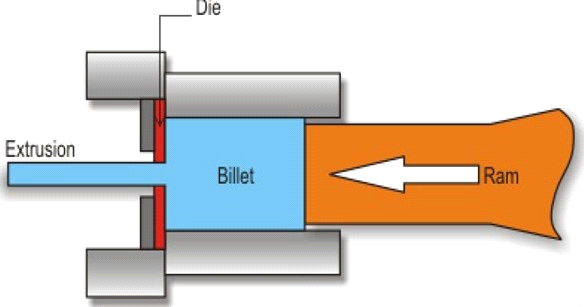 Die
Extrusion
Billet
Ram